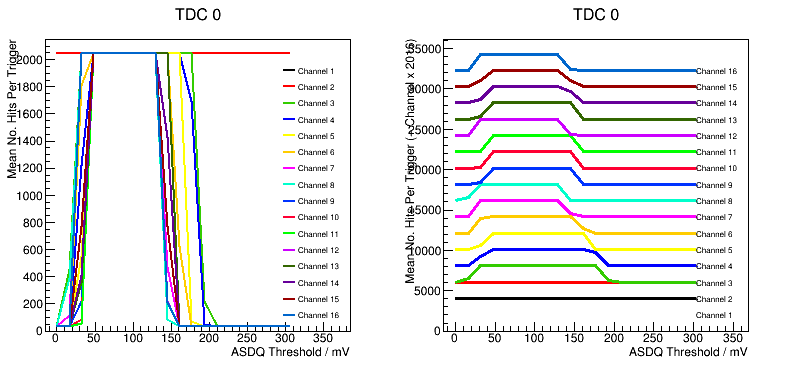 TDC 0
Mean No. Hits Per Trigger
2000
1800
1600
1400
1200
1000
800
600
400
200
0
0 50 100 150 200 250 300 350
ASDQ Threshold / mV
Channel 1
Channel 2
Channel 3
Channel 4
Channel 5
Channel 6
Channel 7
Channel 8
Channel 9
Channel 10
Channel 11
Channel 12
Channel 13
Channel 14
Channel 15
Channel 16
TDC 0
Mean No. Hits Per Trigger (+ Channel x 2016)
35000
30000
25000
20000
15000
10000
5000
0
0 50 100 150 200 250 300 350
ASDQ Threshold / mV
Channel 16
Channel 15
Channel 14
Channel 13
Channel 12
Channel 11
Channel 10
Channel 9
Channel 8
Channel 7
Channel 6
Channel 5
Channel 4
Channel 3
Channel 2
Channel 1